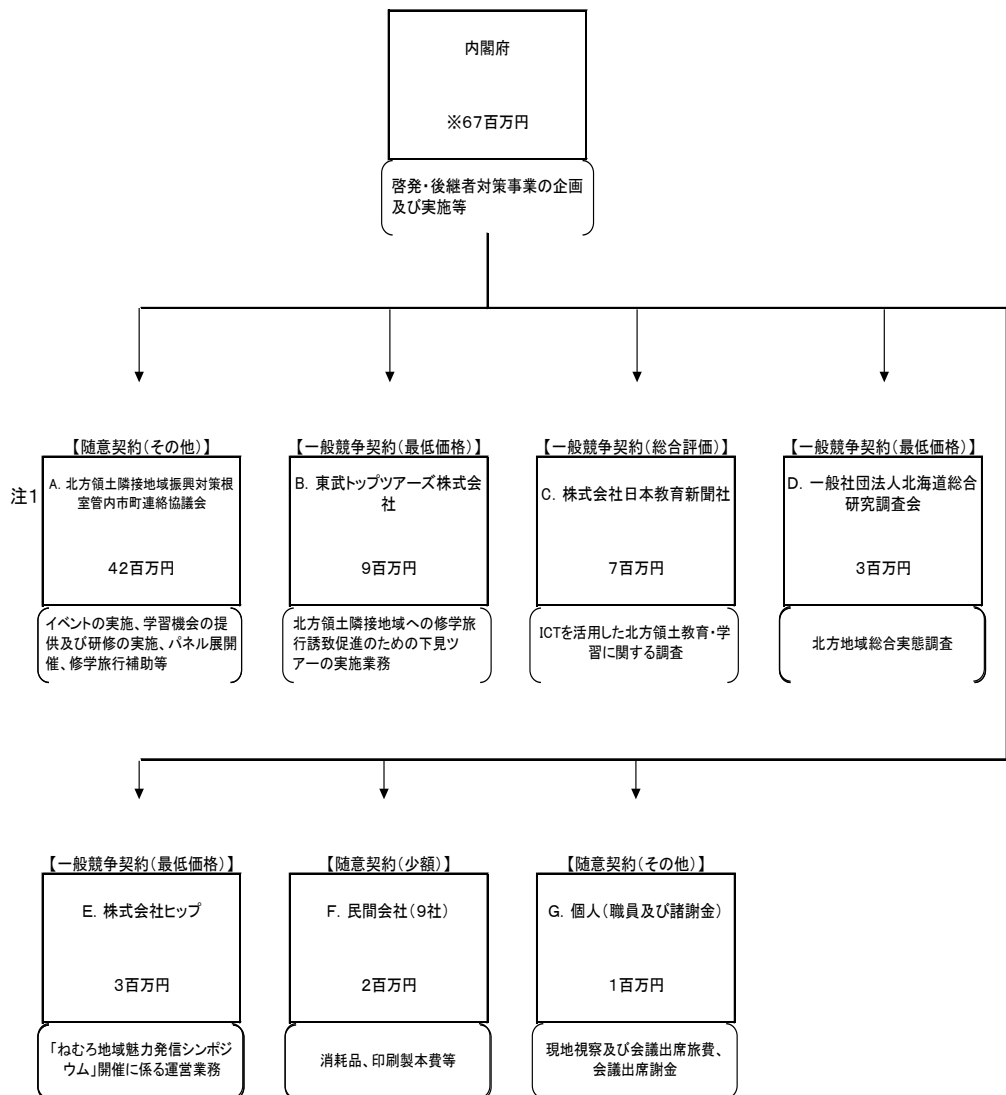 内閣府
※67百万円
啓発・後継者対策事業の企画
及び実施等
【随意契約(その他)】
注1
A. 北方領土隣接地域振興対策根
室管内市町連絡協議会
42百万円
イベントの実施、学習機会の提
供及び研修の実施、パネル展開
催、修学旅行補助等
【一般競争契約(最低価格)】
B. 東武トップツアーズ株式会
社
9百万円
北方領土隣接地域への修学旅
行誘致促進のための下見ツ
アーの実施業務
【一般競争契約(総合評価)】
C. 株式会社日本教育新聞社
7百万円
ICTを活用した北方領土教育・学
習に関する調査
【一般競争契約(最低価格)】
D. 一般社団法人北海道総合
研究調査会
3百万円
北方地域総合実態調査
【一般競争契約(最低価格)】
E. 株式会社ヒップ
3百万円
「ねむろ地域魅力発信シンポジ
ウム」開催に係る運営業務
【随意契約(少額)】
F. 民間会社(9社)
2百万円
消耗品、印刷製本費等
【随意契約(その他)】
G. 個人(職員及び諸謝金)
1百万円
現地視察及び会議出席旅費、
会議出席謝金